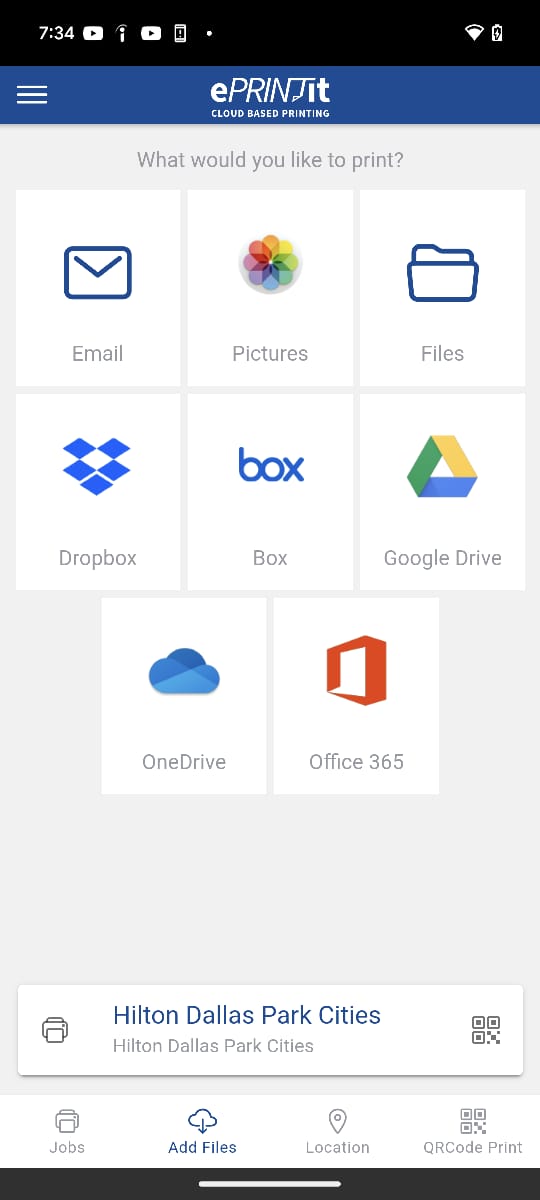 7:34
ePRINTit
CLOUD BASED PRINTING
What would you like to print?
Email
Pictures
Files
box
Dropbox
Box
Google Drive
OneDrive
Office 365
Hilton Dallas Park Cities
Hilton Dallas Park Cities
Jobs
Add Files
Location
QRCode Print